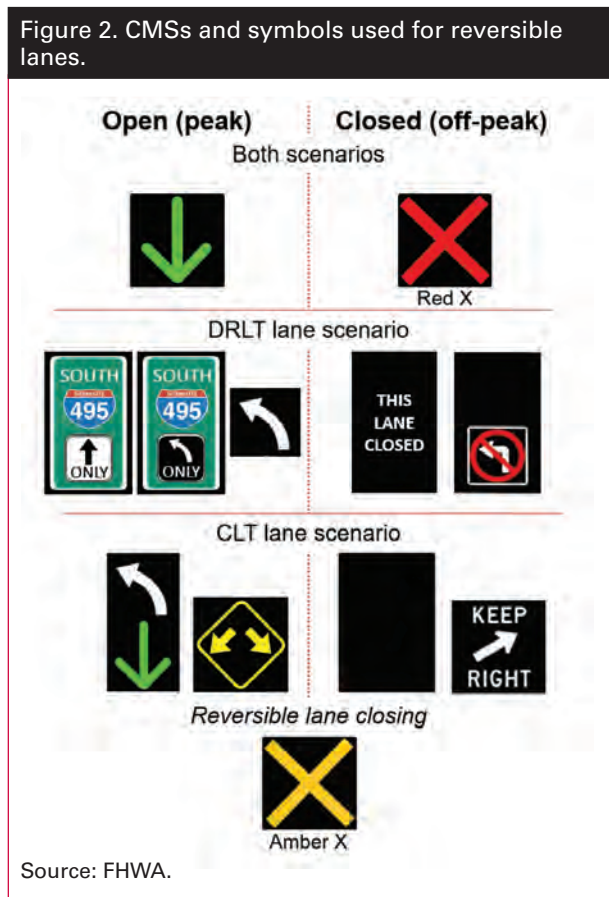 Figure 2. CMSs and symbols used for reversible
lanes.
Open (peak)
Closed (off-peak)
Both scenarios
Red X
DRLT lane scenario
SOUTH
495
ONLY
SOUTH
495
ONLY
THIS
LANE
CLOSED
CLT lane scenario
KEEP
RIGHT
Reversible lane closing
Amber X
Source: FHWA.